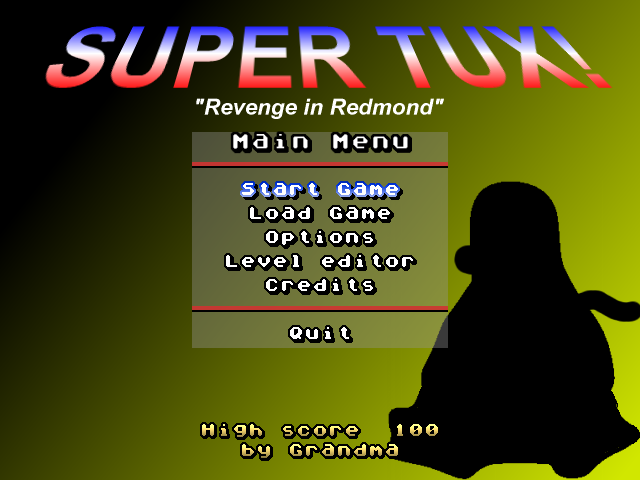 SUPER TUX!
"Revenge in Redmond"
Main Menu
Start Game
Load Game
Options
Level editor
Credits
Quit
High score 100
by Grandma